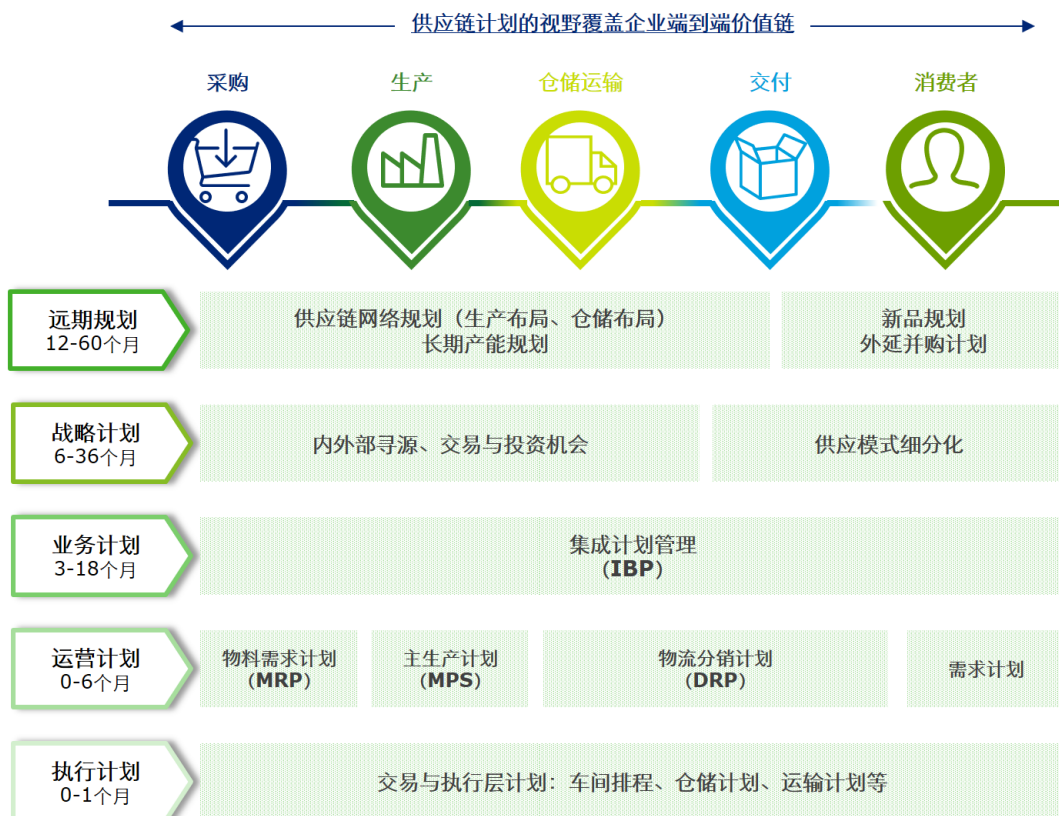 供应链计划的视野覆盖企业端到端价值链
采购
生产
仓储运输
交付
消费者
远期规划
12-60个月
供应链网络规划（生产布局、仓储布局）
长期产能规划
新品规划
外延并购计划
战略计划
6-36个月
内外部寻源、交易与投资机会
供应模式细分化
业务计划
3-18个月
集成计划管理
（IBP）
运营计划
0-6个月
物料需求计划
（MRP）
主生产计划
（MPS）
物流分销计划
（DRP）
需求计划
执行计划
0-1个月
交易与执行层计划：车间排程、仓储计划、运输计划等